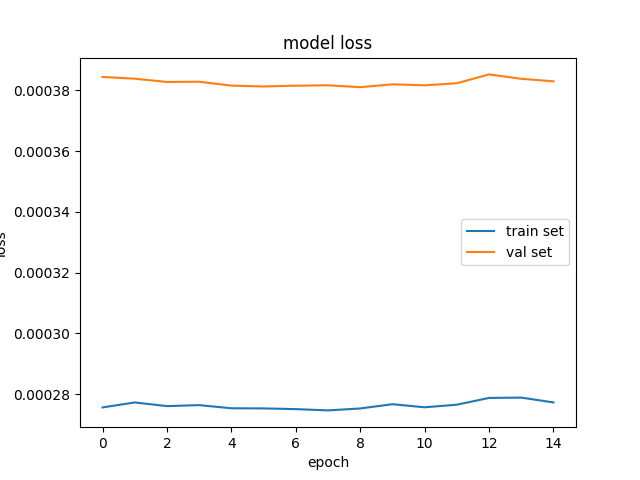 model loss
0.00038
0.00036
0.00034
0.00032
0.00030
0.00028
loss
train set
val set
0 2 4 6 8 10 12 14
epoch